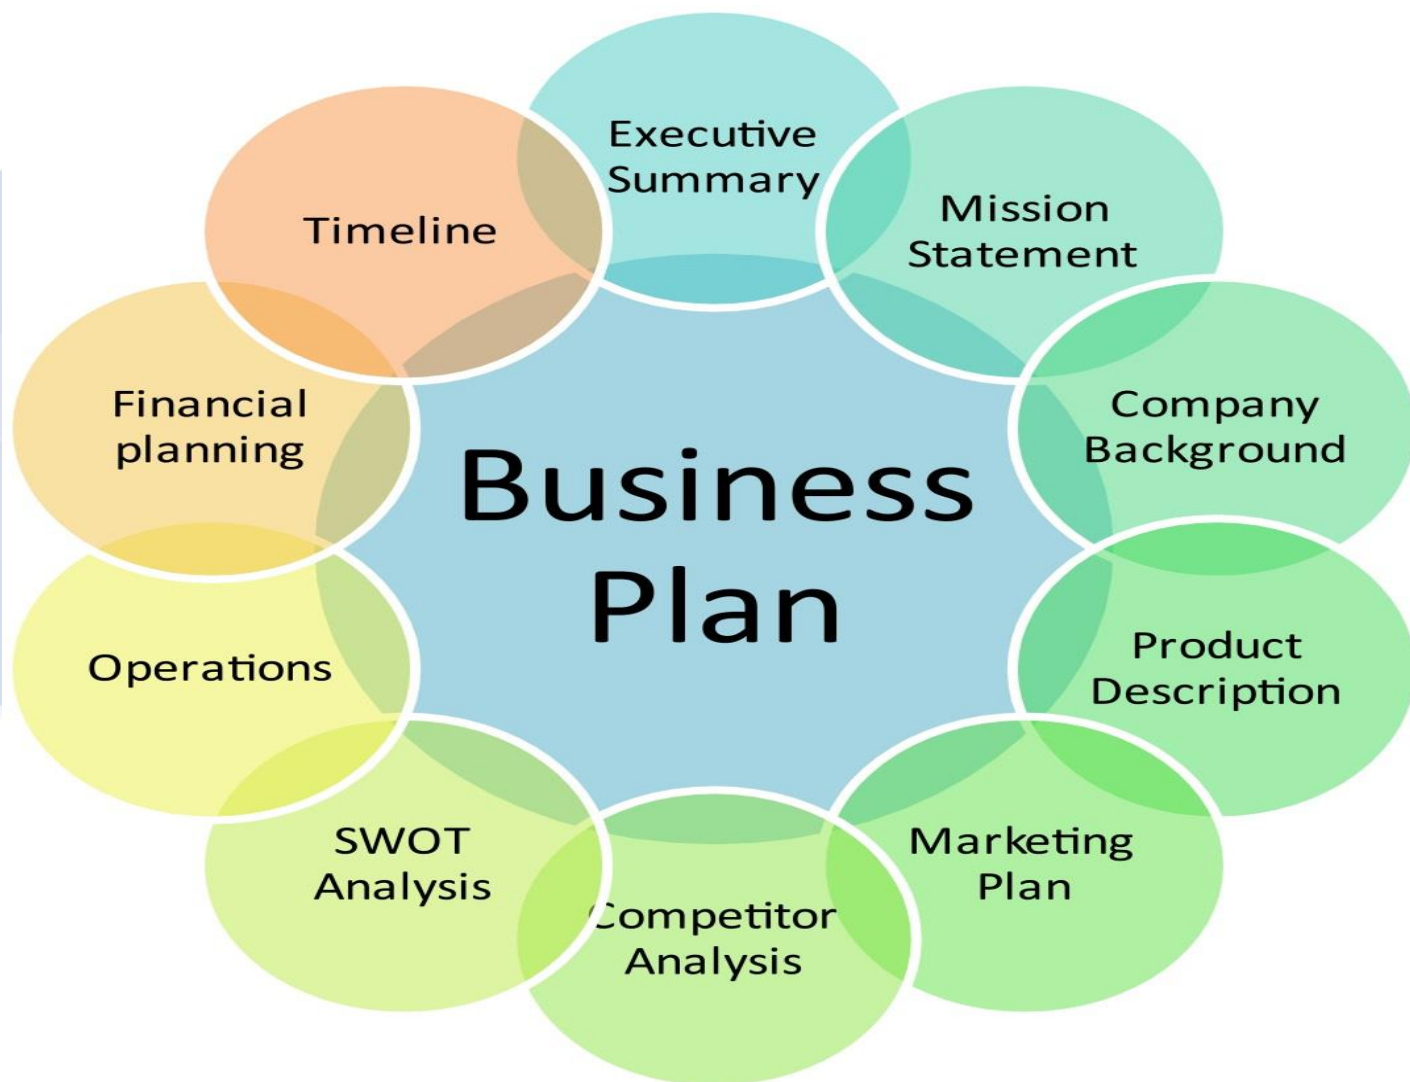 Executive
Summary
Mission
Statement
Company
Background
Product
Description
Marketing
Plan
Competitor
Analysis
SWOT
Analysis
Operations
Financial
planning
Timeline
Business
Plan